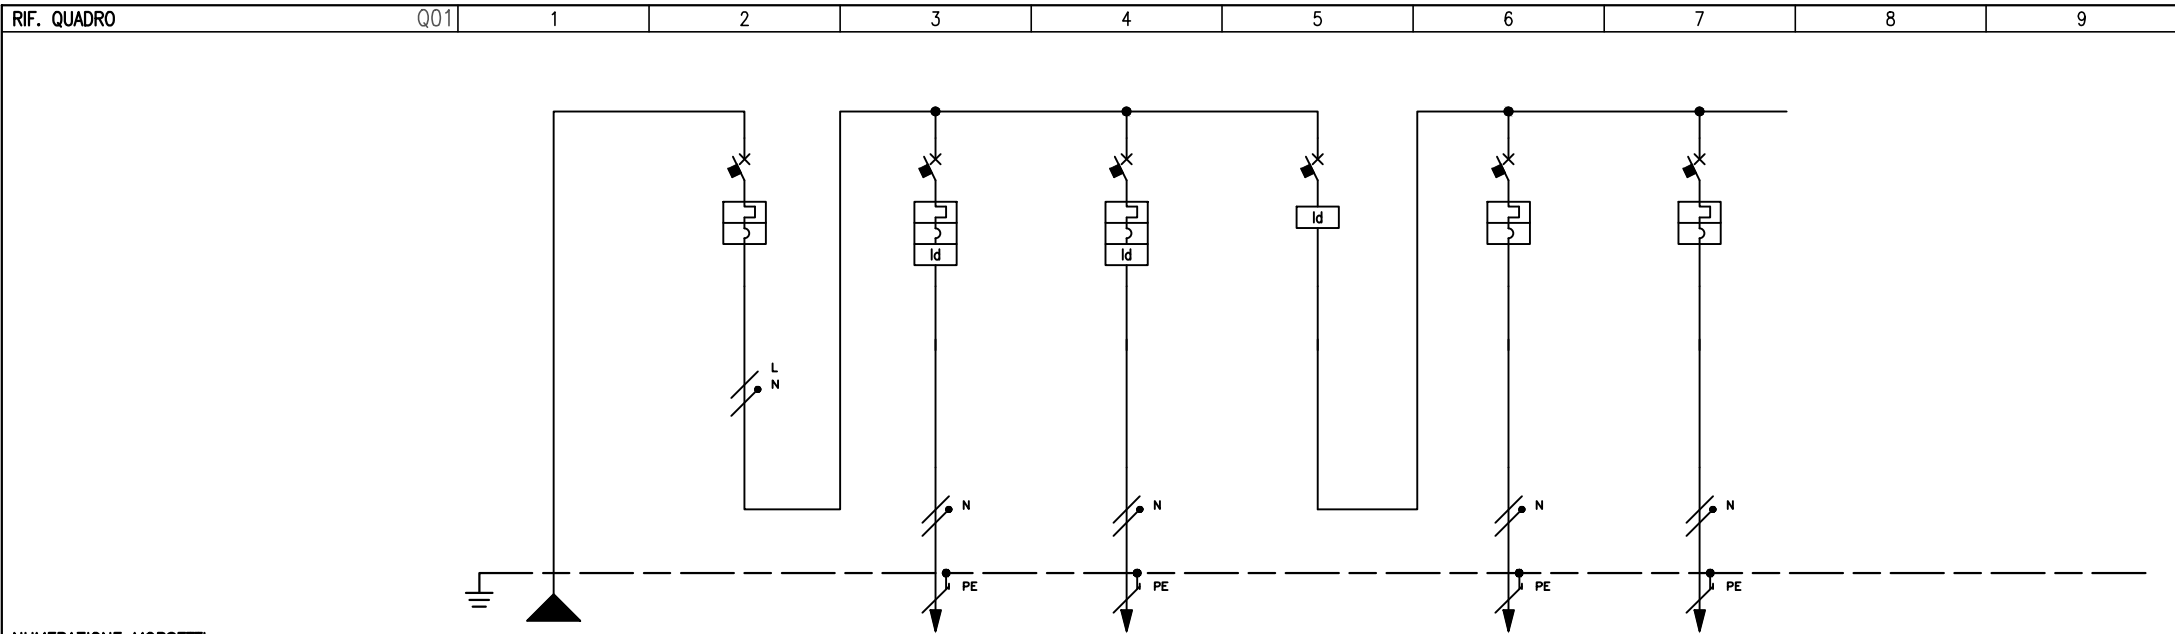 RIF. QUADRO Q01 1 2 3 4 5 6 7 8 9
Id
Id Id
L
N
N N N N
PE PE PE PE